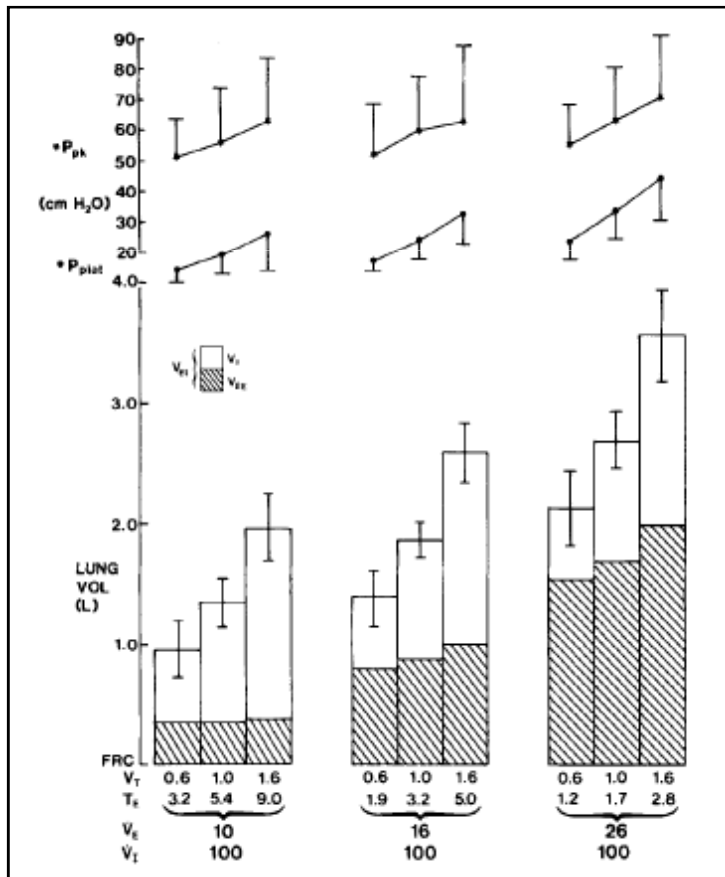 90
80
70
60
• Ppk
50
(cm H2O)
40
30
20
• Pplat
4.0
VEI { VT
VEE
3.0
2.0
LUNG
VOL
(L)
1.0
FRC
VT 0.6 1.0 1.6 0.6 1.0 1.6 0.6 1.0 1.6
TE 3.2 5.4 9.0 1.9 3.2 5.0 1.2 1.7 2.8
V̇E 10 16 26
V̇I 100 100 100